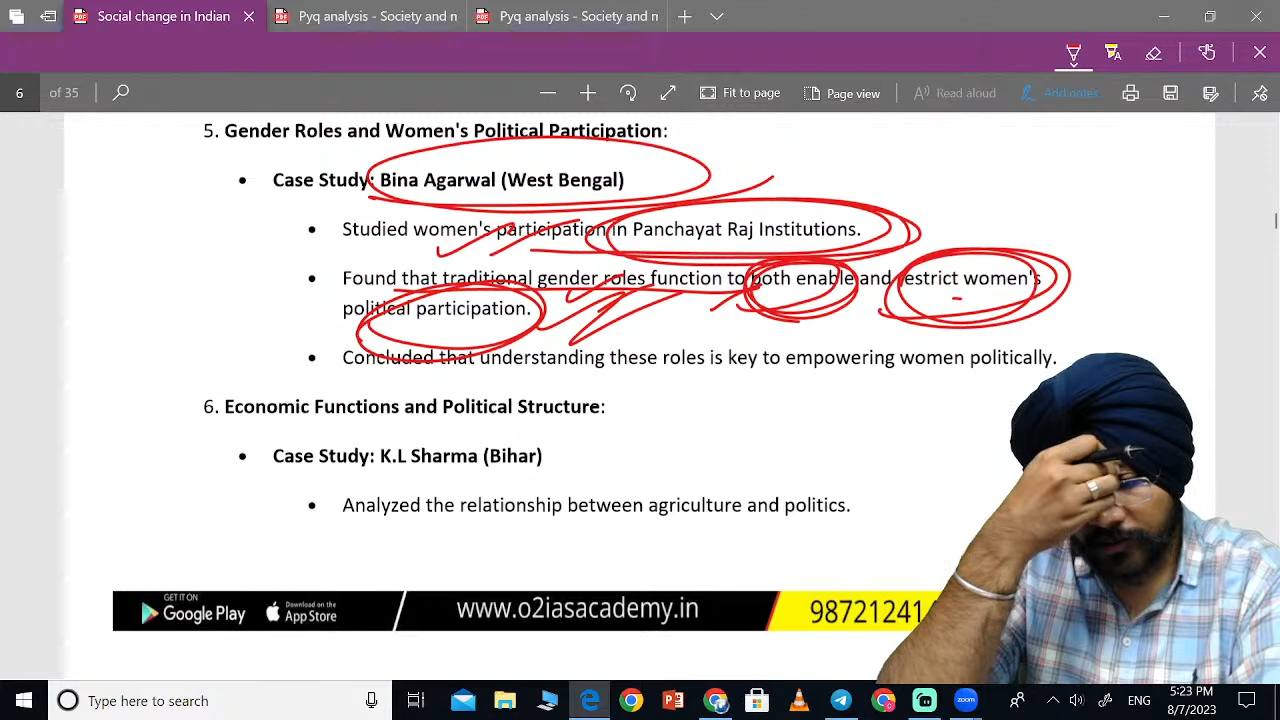 Social change in Indi
Pyq analysis - Society and n
Pyq analysis - Society and n
6 of 35
Fit to page
Page view
Read aloud
Add notes
5. Gender Roles and Women's Political Participation:
• Case Study: Bina Agarwal (West Bengal)
• Studied women's participation in Panchayat Raj Institutions.
• Found that traditional gender roles function to both enable and restrict women's
political participation.
• Concluded that understanding these roles is key to empowering women politically.
6. Economic Functions and Political Structure:
• Case Study: K.L Sharma (Bihar)
• Analyzed the relationship between agriculture and politics.
GET IT ON
Google Play
Download on the
App Store
www.o2iasacademy.in
98721241
Type here to search
zoom
ENG
5:23 PM
8/7/2023